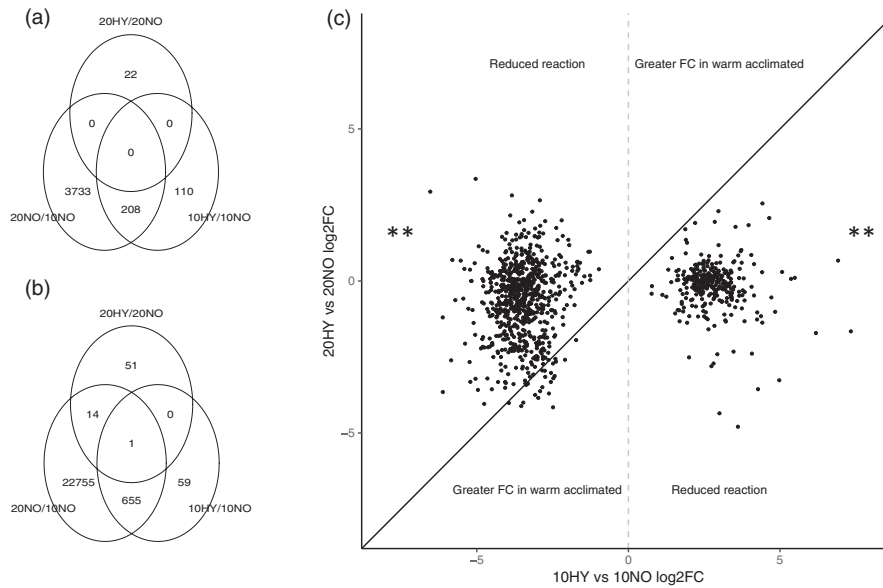 (a)
20HY/20NO
22
0
0
0
3733
110
208
20NO/10NO
10HY/10NO
(b)
20HY/20NO
51
14
0
1
22755
59
655
20NO/10NO
10HY/10NO
(c)
Reduced reaction
Greater FC in warm acclimated
5
**
**
0
−5
Greater FC in warm acclimated
Reduced reaction
20HY vs 20NO log2FC
−5
0
5
10HY vs 10NO log2FC